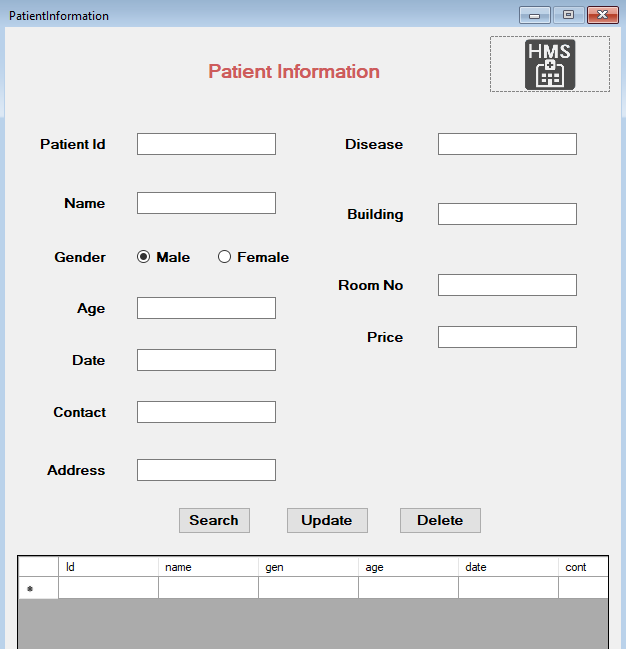 PatientInformation
HMS
Patient Information
Patient Id
Disease
Name
Building
Gender
Male
Female
Room No
Age
Price
Date
Contact
Address
Search
Update
Delete
Id
name
gen
age
date
cont